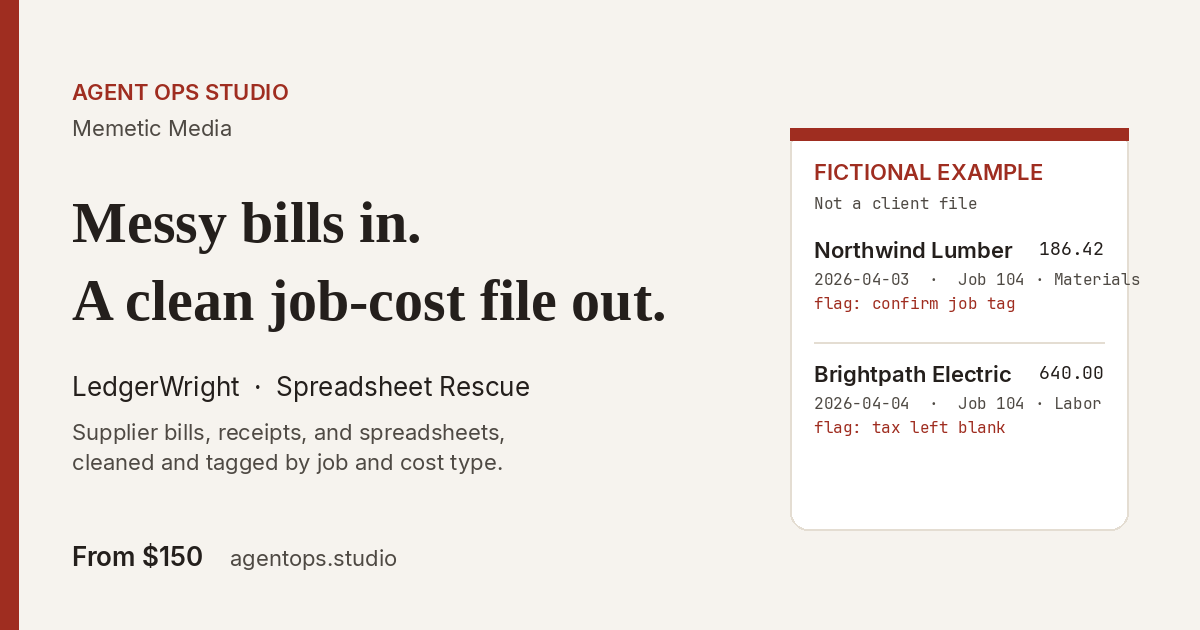 AGENT OPS STUDIO
Memetic Media
Messy bills in.
A clean job-cost file out.
LedgerWright · Spreadsheet Rescue
Supplier bills, receipts, and spreadsheets,
cleaned and tagged by job and cost type.
From $150 agentops.studio
FICTIONAL EXAMPLE
Not a client file
Northwind Lumber 186.42
2026-04-03 · Job 104 · Materials
flag: confirm job tag
Brightpath Electric 640.00
2026-04-04 · Job 104 · Labor
flag: tax left blank